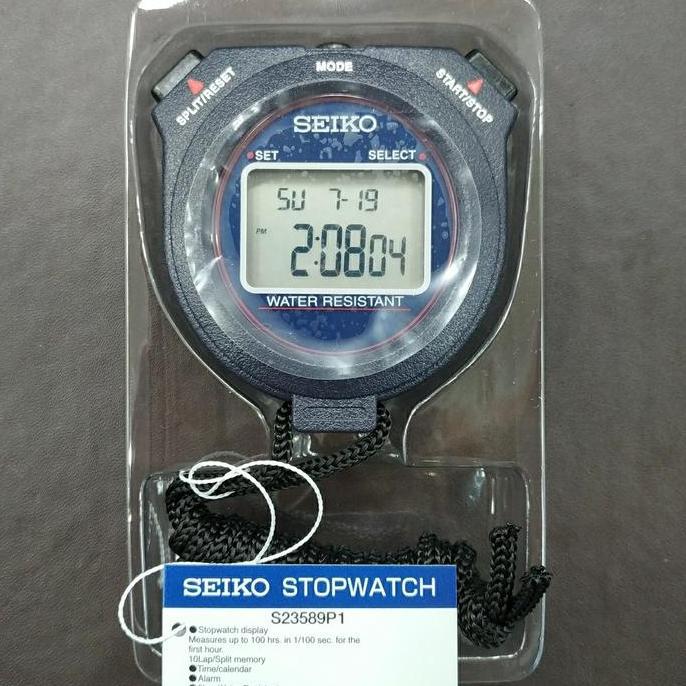 MODE
SPLIT/RESET
START/STOP
SEIKO
SET
SELECT
SU 7-19
PM
2:08 04
WATER RESISTANT
SEIKO STOPWATCH
S23589P1
● Stopwatch display
Measures up to 100 hrs. in 1/100 sec. for the
first hour.
10Lap/Split memory
● Time/calendar
● Alarm